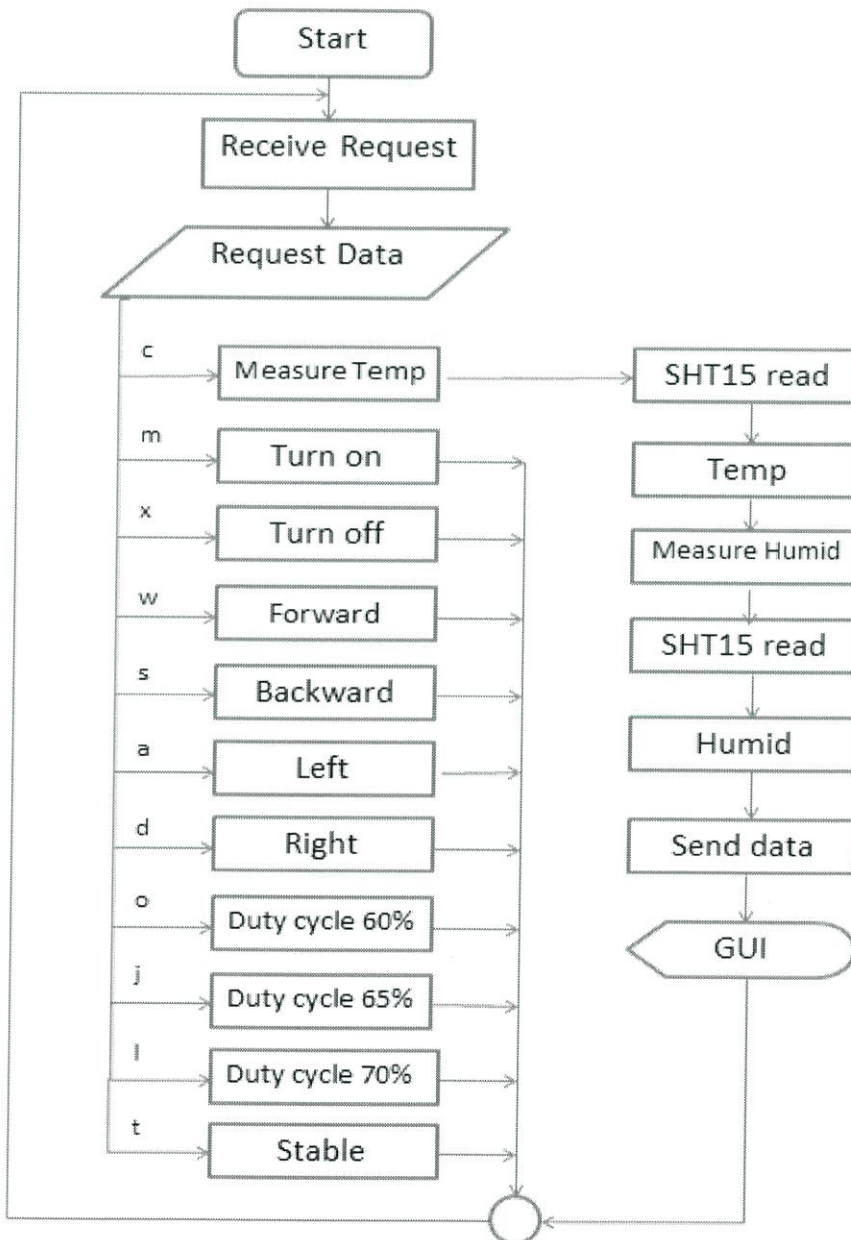 Start
Receive Request
Request Data
c
Measure Temp
SHT15 read
m
Turn on
Temp
x
Turn off
Measure Humid
w
Forward
SHT15 read
s
Backward
Humid
a
Left
d
Right
Send data
o
Duty cycle 60%
GUI
j
Duty cycle 65%
l
Duty cycle 70%
t
Stable